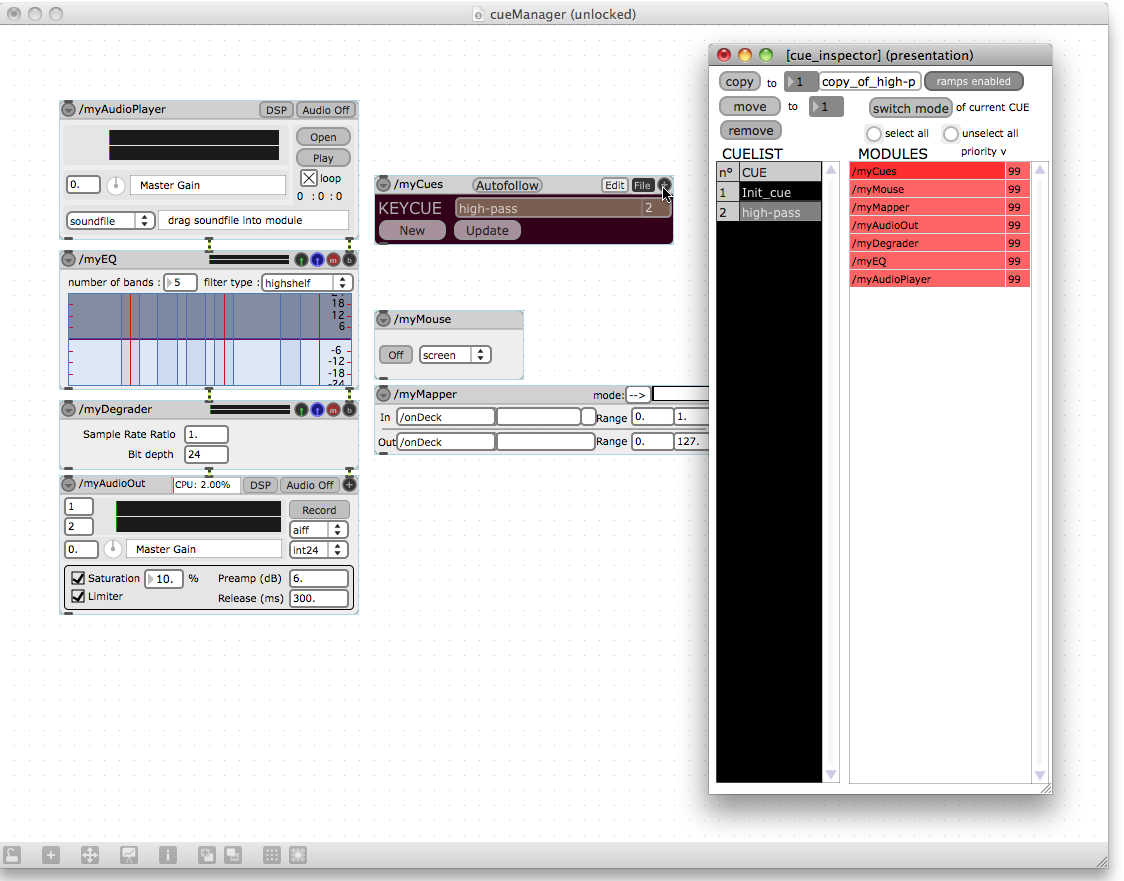 cueManager (unlocked)
/myAudioPlayer DSP Audio Off
Open
Play
loop
0. Master Gain 0 : 0 : 0
soundfile drag soundfile into module
/myEQ m b
number of bands : 5 filter type : highshelf
18
12
6
-6
-12
-18
-24
/myDegrader m b
Sample Rate Ratio 1.
Bit depth 24
/myAudioOut CPU: 2.00% DSP Audio Off +
1 Record
2 aiff
0. Master Gain int24
Saturation 10. % Preamp (dB) 6.
Limiter Release (ms) 300.
/myCues Autofollow Edit File
KEYCUE high-pass 2
New Update
/myMouse
Off screen
/myMapper mode: -->
In /onDeck Range 0. 1.
Out /onDeck Range 0. 127.
[cue_inspector] (presentation)
copy to 1 copy_of_high-p ramps enabled
move to 1 switch mode of current CUE
remove select all unselect all
CUELIST MODULES priority v
n° CUE
1 Init_cue
2 high-pass
/myCues 99
/myMouse 99
/myMapper 99
/myAudioOut 99
/myDegrader 99
/myEQ 99
/myAudioPlayer 99